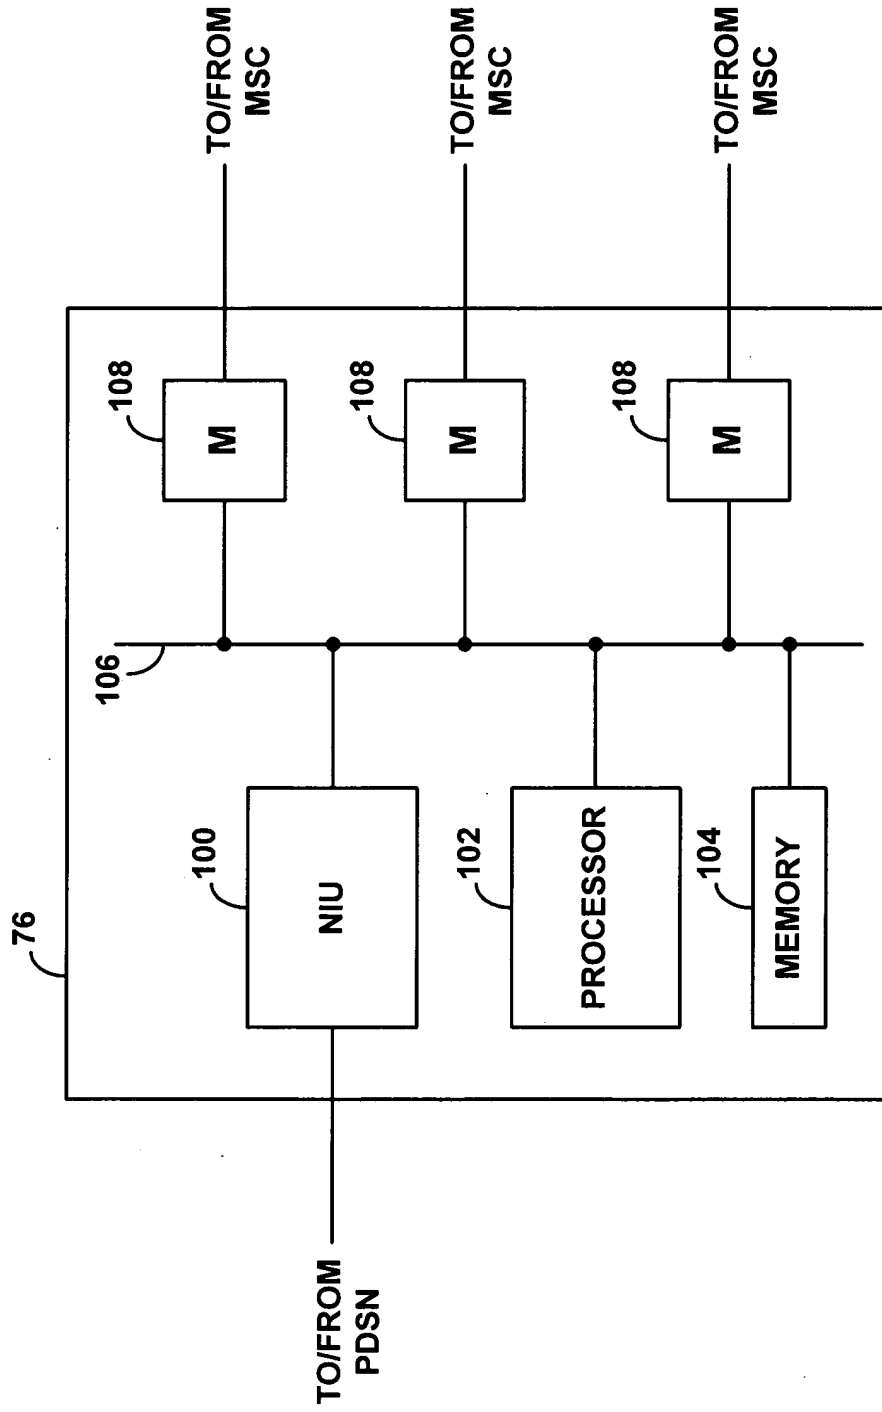 76
TO/FROM
PDSN
100
NIU
102
PROCESSOR
104
MEMORY
106
108
M
TO/FROM
MSC
108
M
TO/FROM
MSC
108
M
TO/FROM
MSC